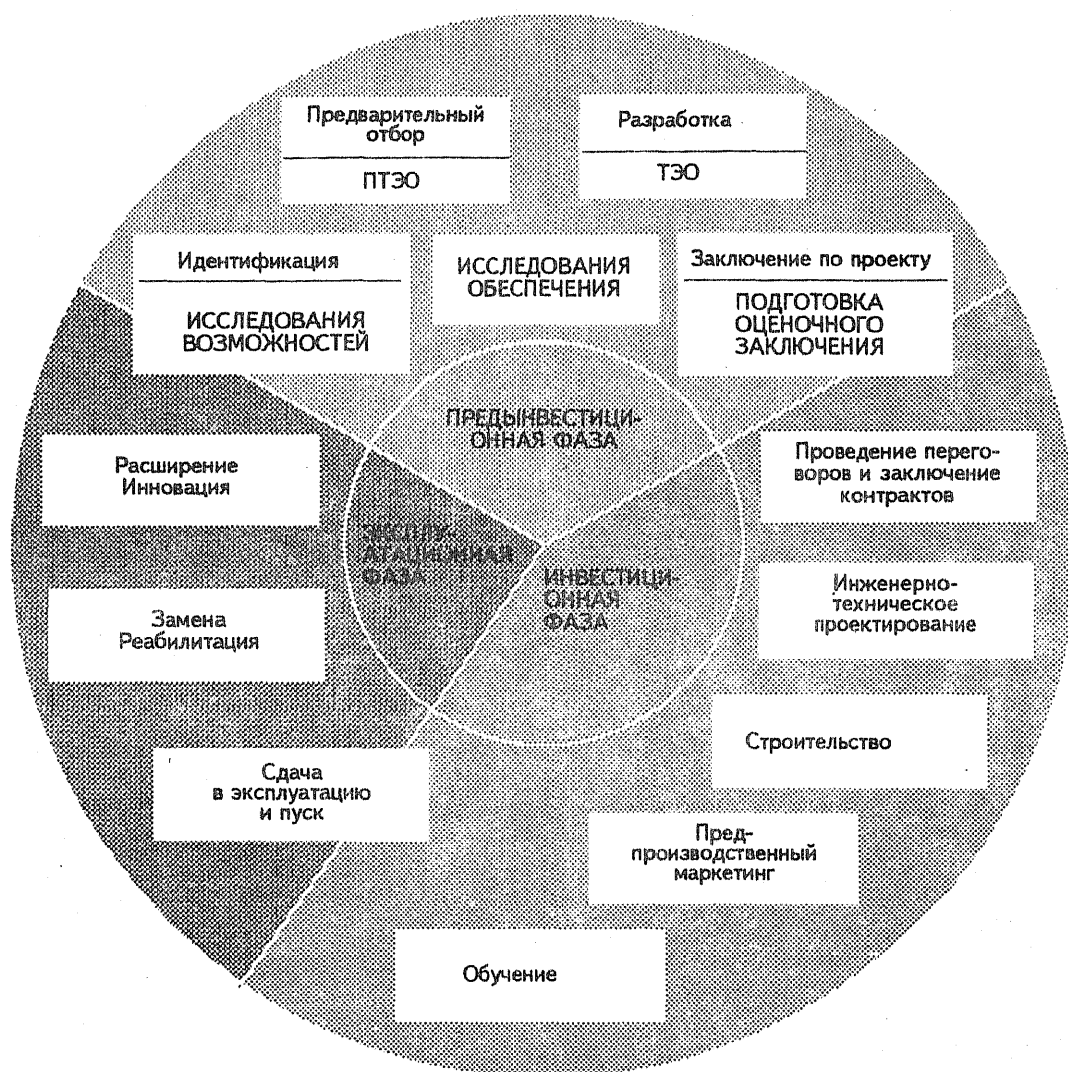 Предварительный
отбор
ПТЭО
Разработка
ТЭО
Идентификация
ИССЛЕДОВАНИЯ
ВОЗМОЖНОСТЕЙ
ИССЛЕДОВАНИЯ
ОБЕСПЕЧЕНИЯ
Заключение по проекту
ПОДГОТОВКА
ОЦЕНОЧНОГО
ЗАКЛЮЧЕНИЯ
ПРЕДЫНВЕСТИЦИ-
ОННАЯ ФАЗА
Проведение перего-
воров и заключение
контрактов
Инженерно-
техническое
проектирование
Строительство
Пред-
производственный
маркетинг
Обучение
ИНВЕСТИЦИ-
ОННАЯ
ФАЗА
ЭКСПЛУ-
АТАЦИОННАЯ
ФАЗА
Расширение
Инновация
Замена
Реабилитация
Сдача
в эксплуатацию
и пуск